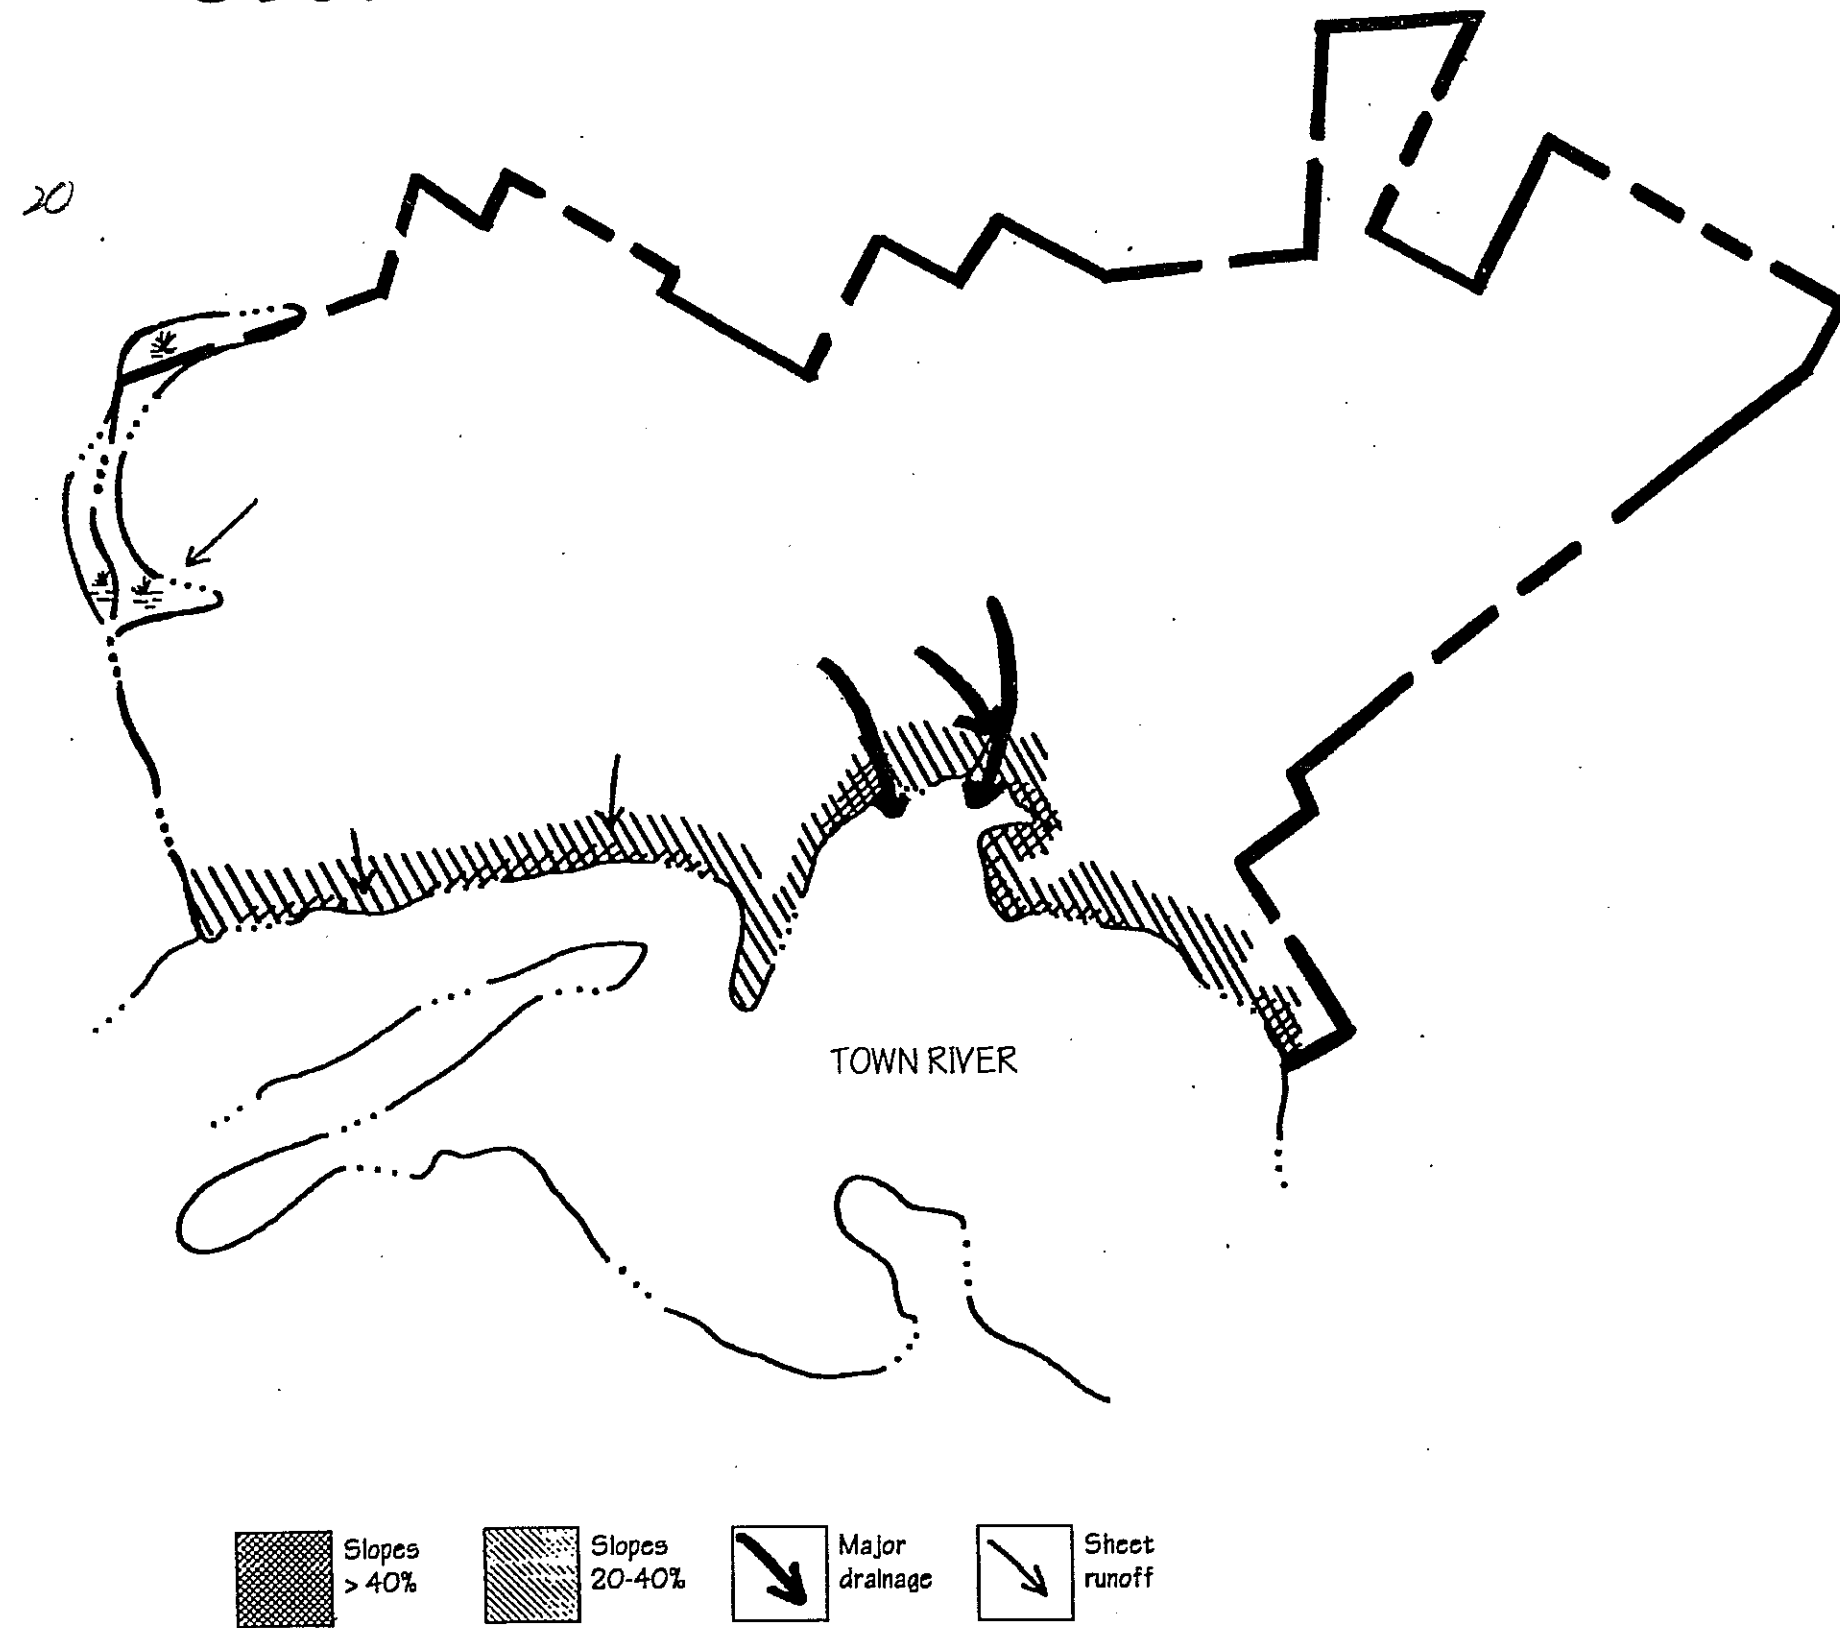 20
TOWN RIVER
Slopes
> 40%
Slopes
20-40%
Major
drainage
Sheet
runoff